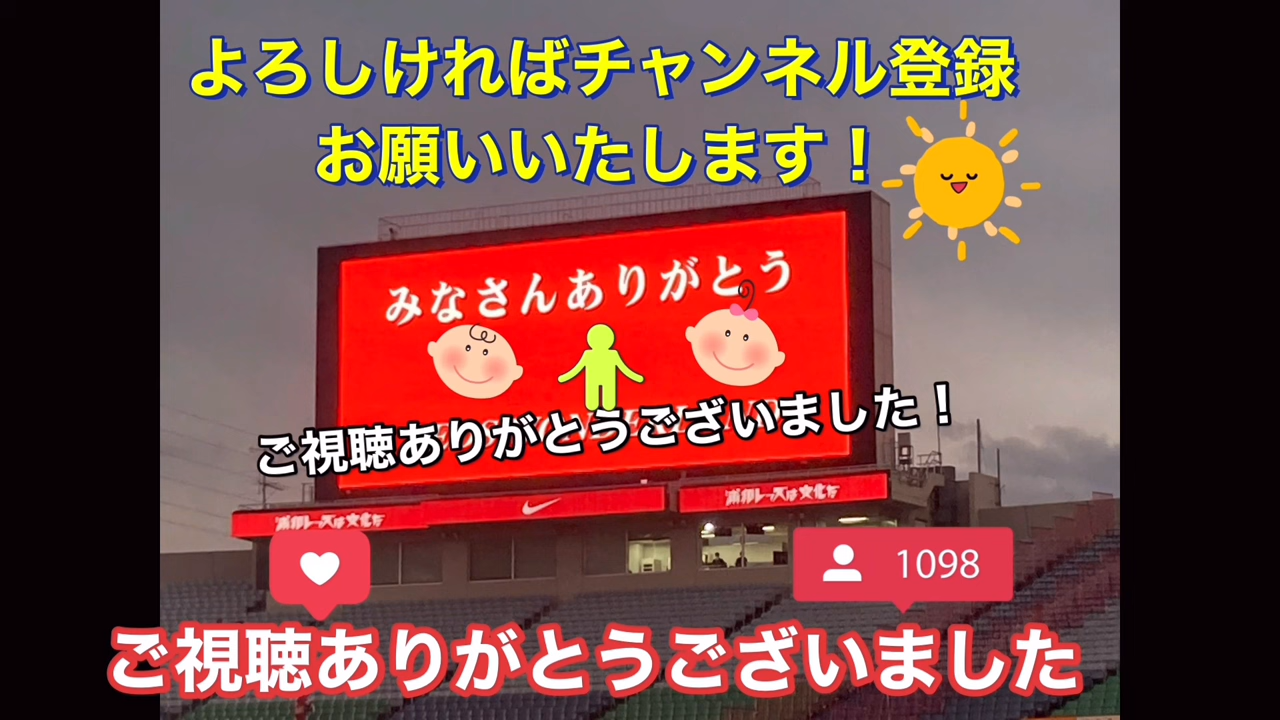 よろしければチャンネル登録
お願いいたします！
みなさんありがとう
ご視聴ありがとうございました！
1098
ご視聴ありがとうございました